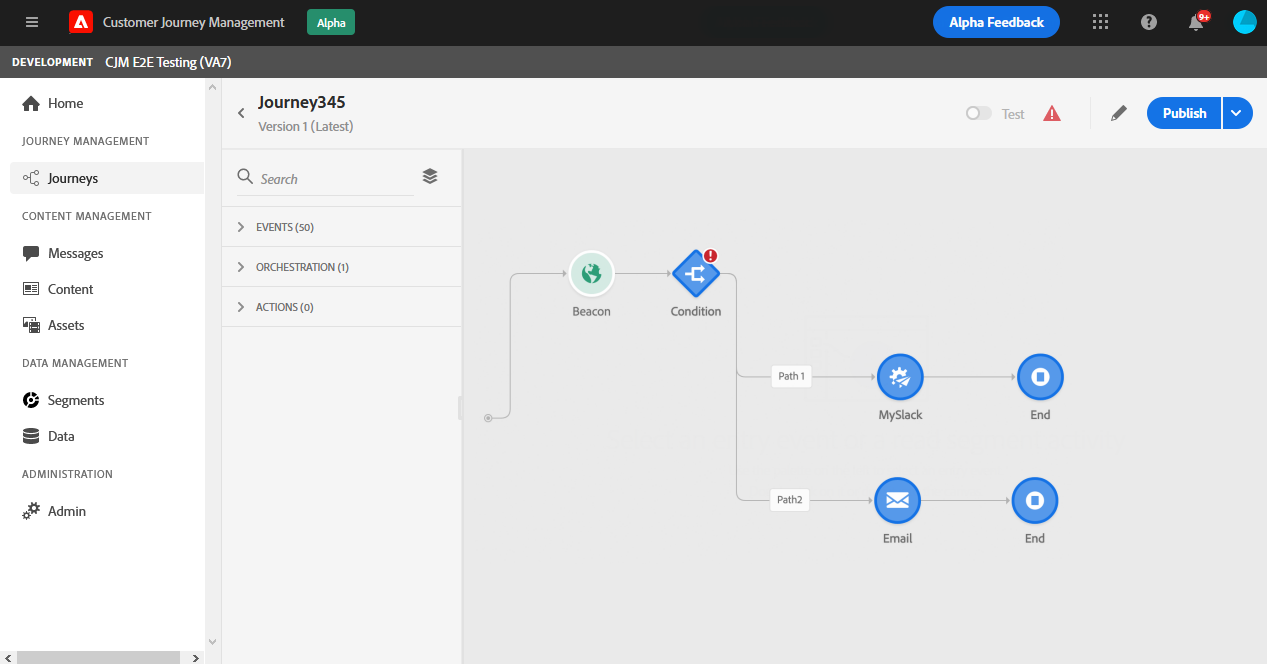 Customer Journey Management
Alpha
Alpha Feedback
9+
DEVELOPMENT CJM E2E Testing (VA7)
Home
JOURNEY MANAGEMENT
Journeys
CONTENT MANAGEMENT
Messages
Content
Assets
DATA MANAGEMENT
Segments
Data
ADMINISTRATION
Admin
Journey345
Version 1 (Latest)
Test
Publish
Search
EVENTS (50)
ORCHESTRATION (1)
ACTIONS (0)
Beacon
Condition
Path 1
MySlack
End
Path2
Email
End